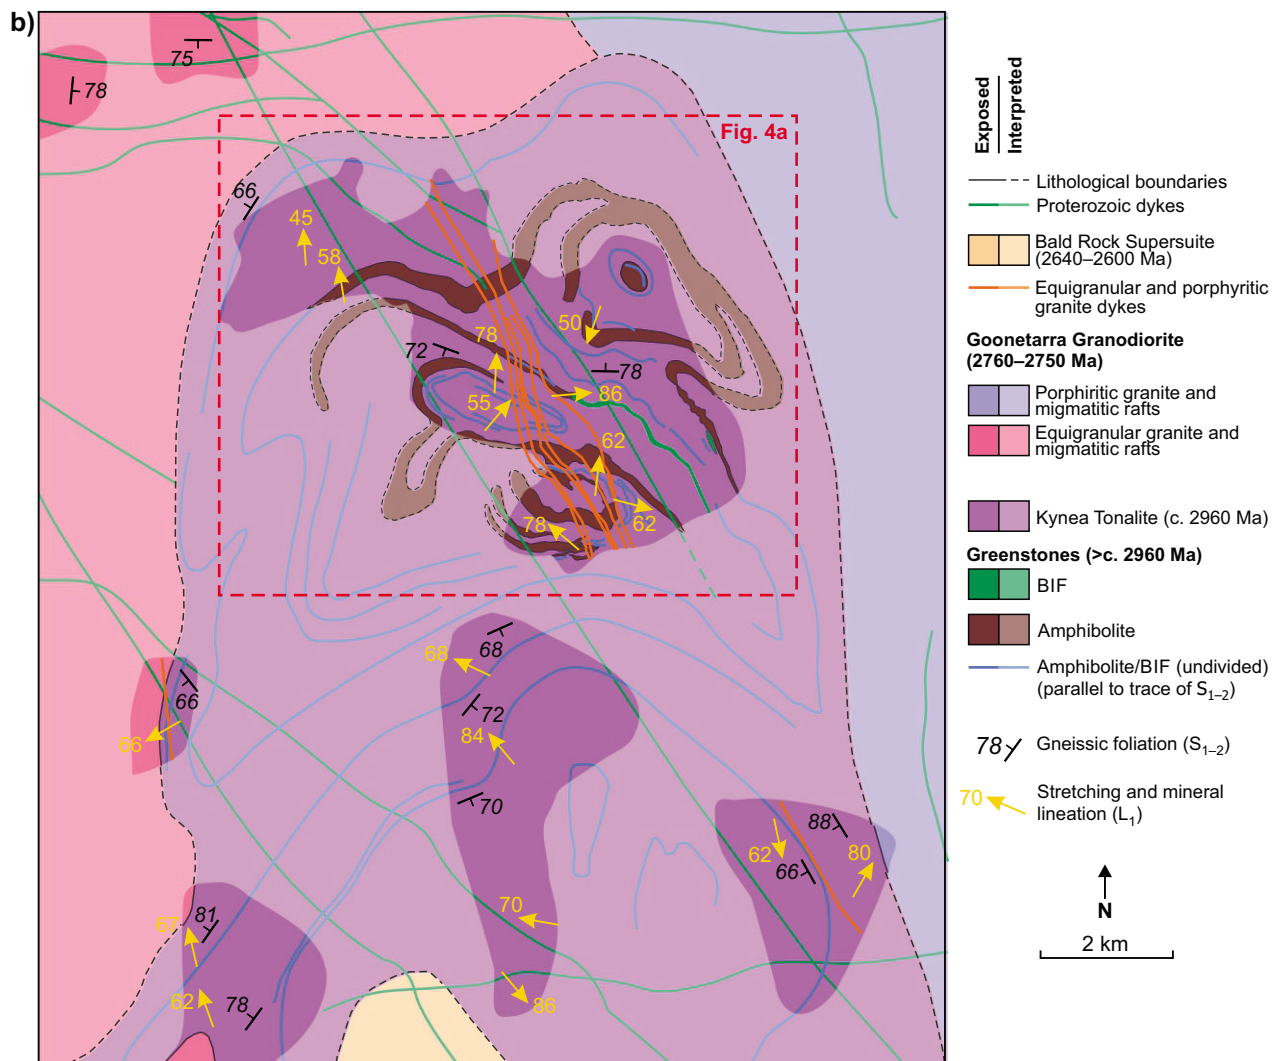 b)
75
78
Fig. 4a
66
45
58
50
78
72
78
86
55
62
62
78
68
68
66
72
84
66
70
88
62
66
80
70
81
67
62
78
86
Exposed
Interpreted
Lithological boundaries
Proterozoic dykes
Bald Rock Supersuite
(2640–2600 Ma)
Equigranular and porphyritic
granite dykes
Goonetarra Granodiorite
(2760–2750 Ma)
Porphiritic granite and
migmatitic rafts
Equigranular granite and
migmatitic rafts
Kynea Tonalite (c. 2960 Ma)
Greenstones (>c. 2960 Ma)
BIF
Amphibolite
Amphibolite/BIF (undivided)
(parallel to trace of S1–2)
78
Gneissic foliation (S1–2)
70
Stretching and mineral
lineation (L1)
N
2 km